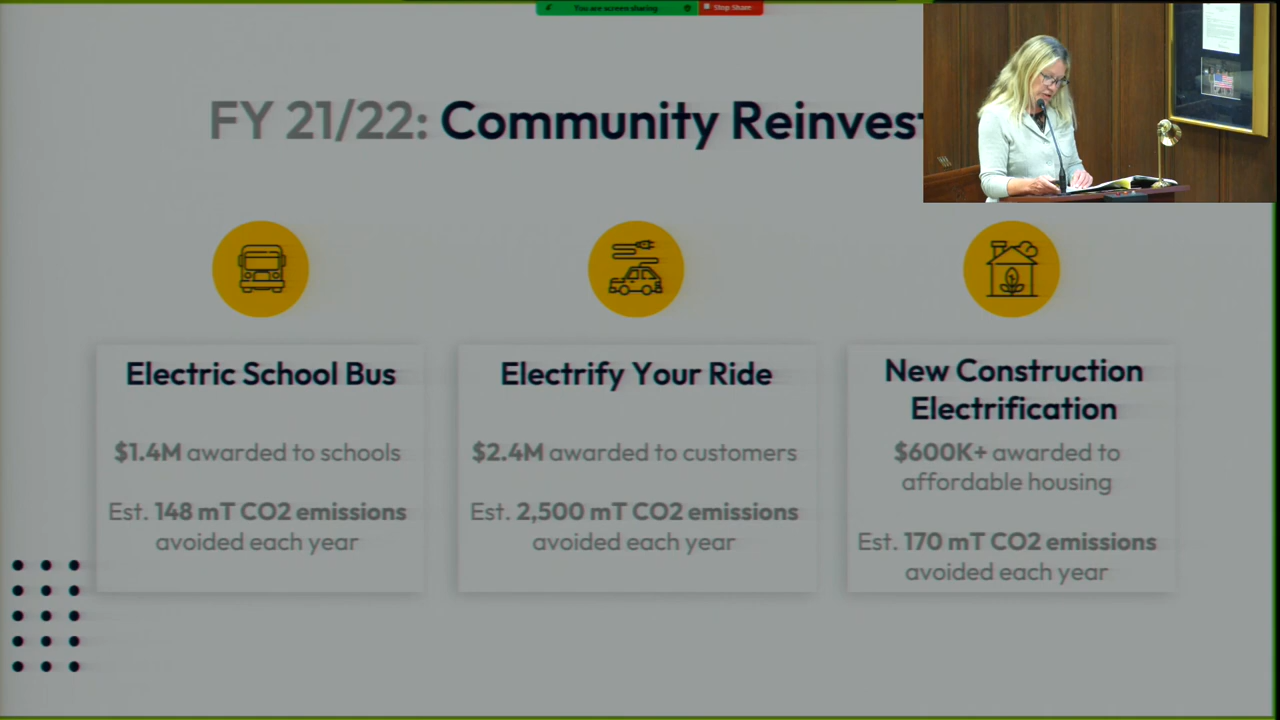 You are screen sharing
Stop Share
FY 21/22: Community Reinvest
Electric School Bus
$1.4M awarded to schools
Est. 148 mT CO2 emissions
avoided each year
Electrify Your Ride
$2.4M awarded to customers
Est. 2,500 mT CO2 emissions
avoided each year
New Construction
Electrification
$600K+ awarded to
affordable housing
Est. 170 mT CO2 emissions
avoided each year